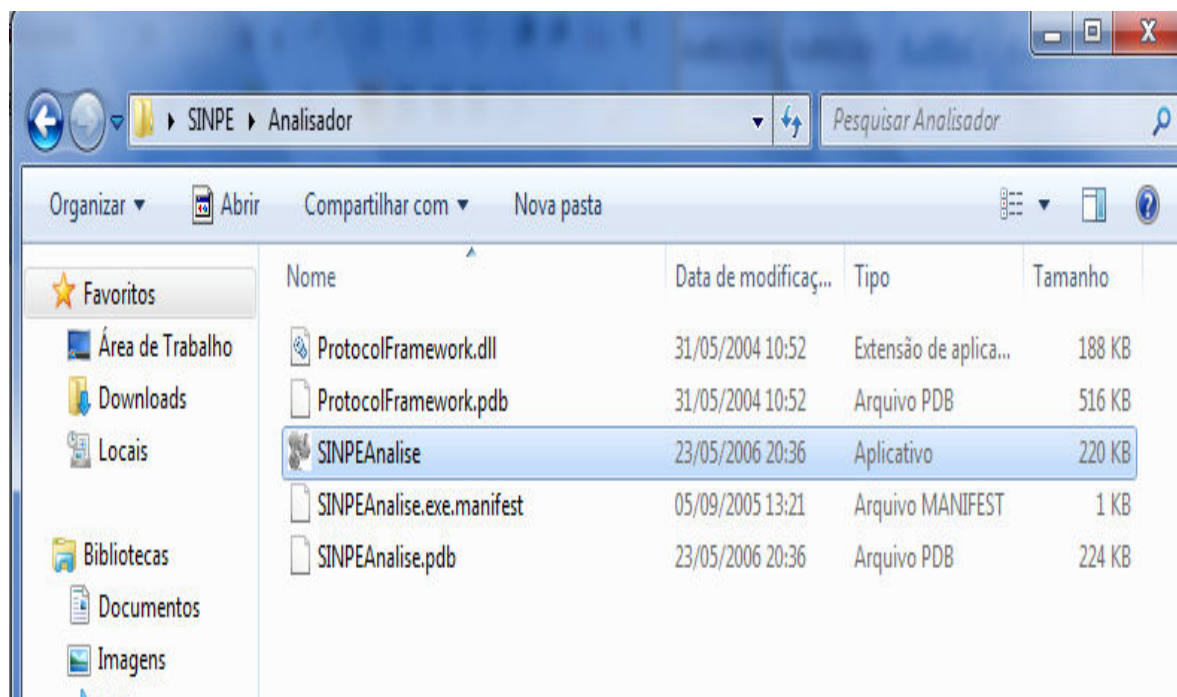 SINPE Analisador Pesquisar Analisador
Organizar Abrir Compartilhar com Nova pasta
Favoritos
Área de Trabalho
Downloads
Locais
Bibliotecas
Documentos
Imagens
Nome Data de modificaç... Tipo Tamanho
ProtocolFramework.dll 31/05/2004 10:52 Extensão de aplica... 188 KB
ProtocolFramework.pdb 31/05/2004 10:52 Arquivo PDB 516 KB
SINPEAnalise 23/05/2006 20:36 Aplicativo 220 KB
SINPEAnalise.exe.manifest 05/09/2005 13:21 Arquivo MANIFEST 1 KB
SINPEAnalise.pdb 23/05/2006 20:36 Arquivo PDB 224 KB